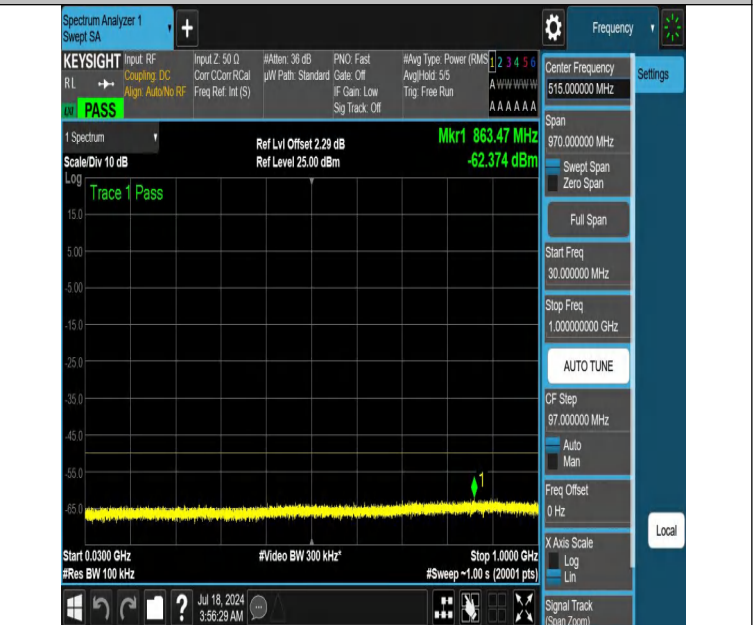 Spectrum Analyzer 1
Swept SA
+
Frequency
KEYSIGHT
RL
PASS
Input: RF
Coupling: DC
Align: Auto/No RF
Input Z: 50 Ω
Corr CCorr RCal
Freq Ref: Int (S)
#Atten: 36 dB
µW Path: Standard
PNO: Fast
Gate: Off
IF Gain: Low
Sig Track: Off
#Avg Type: Power (RMS
Avg|Hold: 5/5
Trig: Free Run
1 2 3 4 5 6
A W W W W W
A A A A A A
1 Spectrum
Scale/Div 10 dB
Log
Ref Lvl Offset 2.29 dB
Ref Level 25.00 dBm
Mkr1 863.47 MHz
-62.374 dBm
Trace 1 Pass
15.0
5.00
-5.00
-15.0
-25.0
-35.0
-45.0
-55.0
-65.0
1
Start 0.0300 GHz
#Res BW 100 kHz
#Video BW 300 kHz*
Stop 1.0000 GHz
#Sweep ~1.00 s (20001 pts)
Jul 18, 2024
3:56:29 AM
?
Center Frequency
515.000000 MHz
Settings
Span
970.000000 MHz
Swept Span
Zero Span
Full Span
Start Freq
30.000000 MHz
Stop Freq
1.000000000 GHz
AUTO TUNE
CF Step
97.000000 MHz
Auto
Man
Freq Offset
0 Hz
X Axis Scale
Log
Lin
Local
Signal Track
(Span Zoom)